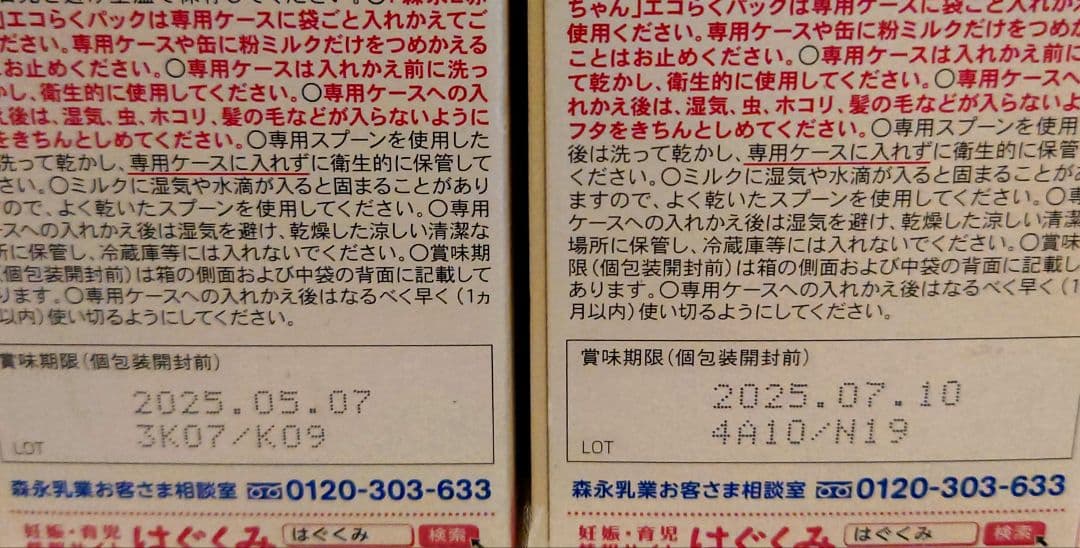 ださい。専用ケースや缶に粉ミルクだけをつめかえる
はお止めください。○専用ケースは入れかえ前に洗っ
かし、衛生的に使用してください。○専用ケースへの入
え後は、湿気、虫、ホコリ、髪の毛などが入らないように
をきちんとしめてください。○専用スプーンを使用した
洗って乾かし、専用ケースに入れずに衛生的に保管して
さい。○ミルクに湿気や水滴が入ると固まることがあり
ので、よく乾いたスプーンを使用してください。○専用
ースへの入れかえ後は湿気を避け、乾燥した涼しい清潔な
所に保管し、冷蔵庫等には入れないでください。○賞味期
(個包装開封前)は箱の側面および中袋の背面に記載して
ります。○専用ケースへの入れかえ後はなるべく早く(1ヵ
以内)使い切るようにしてください。
賞味期限(個包装開封前)
2025.05.07
3K07/K09
LOT
森永乳業お客さま相談室 0120-303-633
妊娠・育児
はぐくみ
はぐくみ
検索
ちゃん」エコらくパックは専用ケースに袋ごと入れか
使用ください。専用ケースや缶に粉ミルクだけをつめか
ことはお止めください。○専用ケースは入れかえ前に
て乾かし、衛生的に使用してください。○専用ケースへ
れかえ後は、湿気、虫、ホコリ、髪の毛などが入らないよ
フタをきちんとしめてください。○専用スプーンを使用
後は洗って乾かし、専用ケースに入れずに衛生的に保管
ください。○ミルクに湿気や水滴が入ると固まることがあ
ますので、よく乾いたスプーンを使用してください。○専
ケースへの入れかえ後は湿気を避け、乾燥した涼しい清潔
場所に保管し、冷蔵庫等には入れないでください。○賞味
限(個包装開封前)は箱の側面および中袋の背面に記載し
あります。○専用ケースへの入れかえ後はなるべく早く(1
月以内)使い切るようにしてください。
賞味期限(個包装開封前)
2025.07.10
4A10/N19
LOT
森永乳業お客さま相談室 0120-303-633
妊娠・育児
はぐくみ
はぐくみ
検索